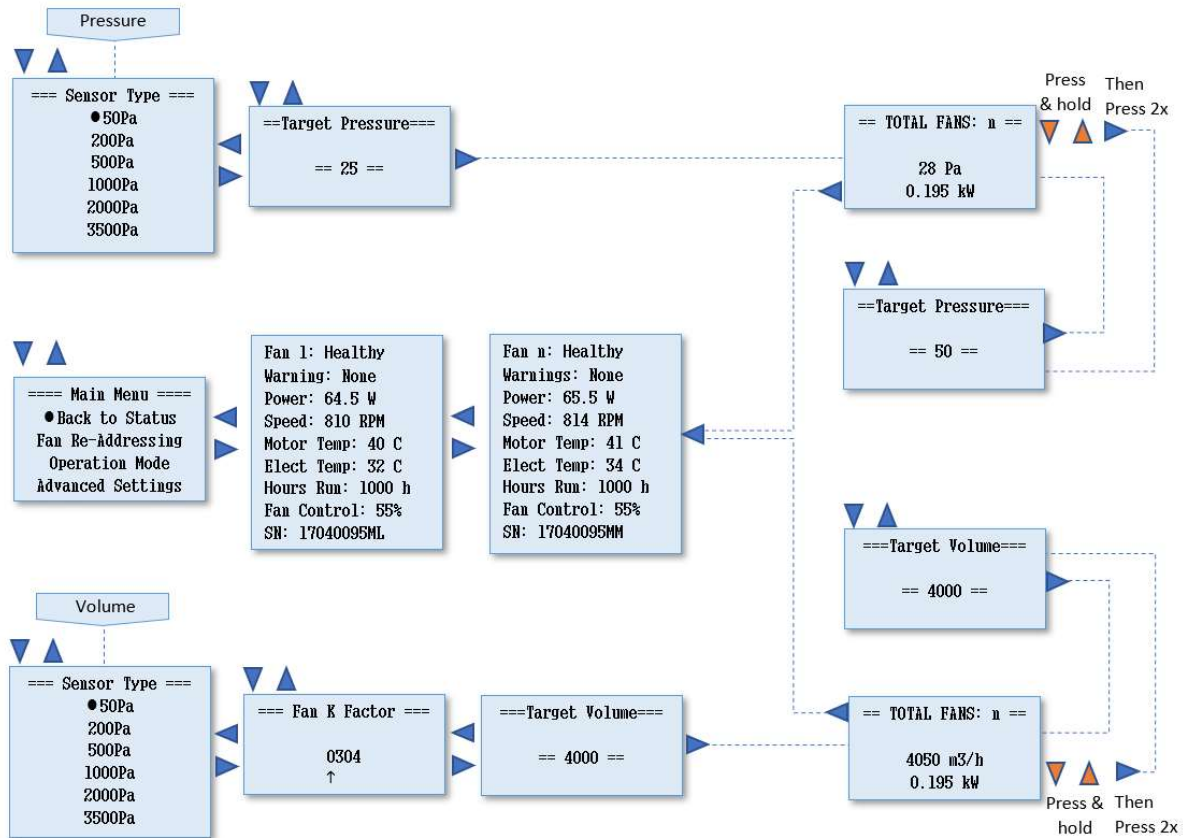 Pressure
=== Sensor Type ===
●50Pa
200Pa
500Pa
1000Pa
2000Pa
3500Pa
==Target Pressure===
== 25 ==
== TOTAL FANS: n ==
28 Pa
0.195 kW
Press
& hold
Then
Press 2x
==Target Pressure===
== 50 ==
==== Main Menu ====
●Back to Status
Fan Re-Addressing
Operation Mode
Advanced Settings
Fan 1: Healthy
Warning: None
Power: 64.5 W
Speed: 810 RPM
Motor Temp: 40 C
Elect Temp: 32 C
Hours Run: 1000 h
Fan Control: 55%
SN: 17040095ML
Fan n: Healthy
Warnings: None
Power: 65.5 W
Speed: 814 RPM
Motor Temp: 41 C
Elect Temp: 34 C
Hours Run: 1000 h
Fan Control: 55%
SN: 17040095MM
===Target Volume===
== 4000 ==
Volume
=== Sensor Type ===
●50Pa
200Pa
500Pa
1000Pa
2000Pa
3500Pa
=== Fan K Factor ===
0304
↑
===Target Volume===
== 4000 ==
== TOTAL FANS: n ==
4050 m3/h
0.195 kW
Press &
hold
Then
Press 2x